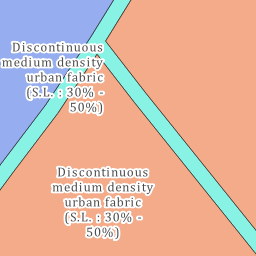 Discontinuous
medium density
urban fabric
(S.L. : 30% -
50%)
Discontinuous
medium density
urban fabric
(S.L. : 30% -
50%)